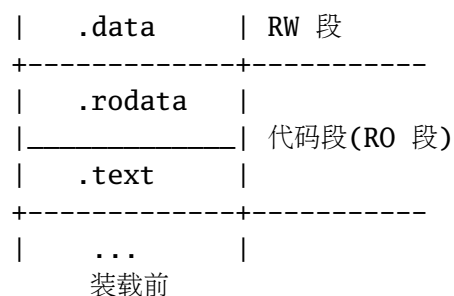 |   .data     | RW 段
+-------------+-----------
|   .rodata   |
|_____________| 代码段(RO 段)
|   .text     |
+-------------+-----------
|    ...      |
装载前